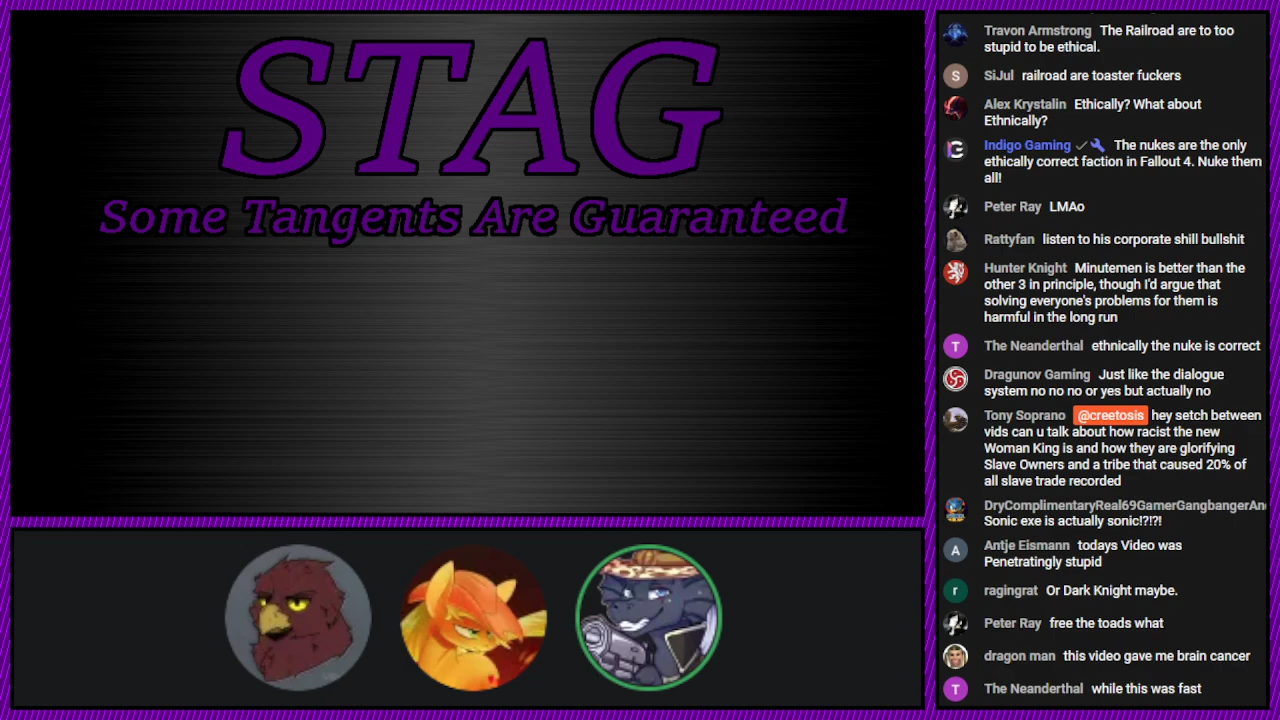 STAG
Some Tangents Are Guaranteed
Travon Armstrong The Railroad are to too
stupid to be ethical.
S
SiJul railroad are toaster fuckers
Alex Krystalin Ethically? What about
Ethnically?
Indigo Gaming The nukes are the only
ethically correct faction in Fallout 4. Nuke them
all!
Peter Ray LMAo
Rattyfan listen to his corporate shill bullshit
Hunter Knight Minutemen is better than the
other 3 in principle, though I'd argue that
solving everyone's problems for them is
harmful in the long run
T
The Neanderthal ethnically the nuke is correct
Dragunov Gaming Just like the dialogue
system no no no or yes but actually no
Tony Soprano @creetosis hey setch between
vids can u talk about how racist the new
Woman King is and how they are glorifying
Slave Owners and a tribe that caused 20% of
all slave trade recorded
DryComplimentaryReal69GamerGangbangerAn
Sonic exe is actually sonic!?!?!
A
Antje Eismann todays Video was
Penetratingly stupid
r
ragingrat Or Dark Knight maybe.
Peter Ray free the toads what
dragon man this video gave me brain cancer
T
The Neanderthal while this was fast